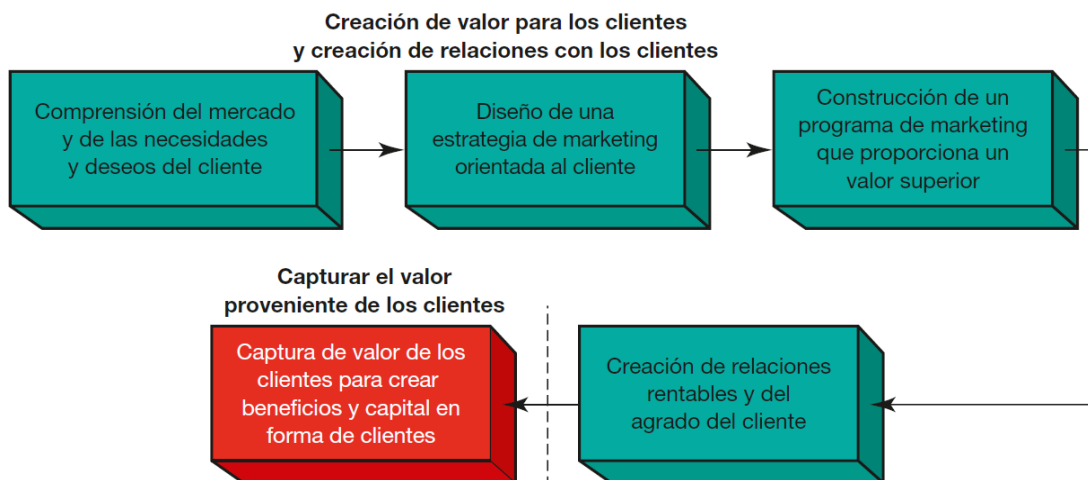 Creación de valor para los clientes
y creación de relaciones con los clientes
Comprensión del mercado
y de las necesidades
y deseos del cliente
Diseño de una
estrategia de marketing
orientada al cliente
Construcción de un
programa de marketing
que proporciona un
valor superior
Capturar el valor
proveniente de los clientes
Captura de valor de los
clientes para crear
beneficios y capital en
forma de clientes
Creación de relaciones
rentables y del
agrado del cliente